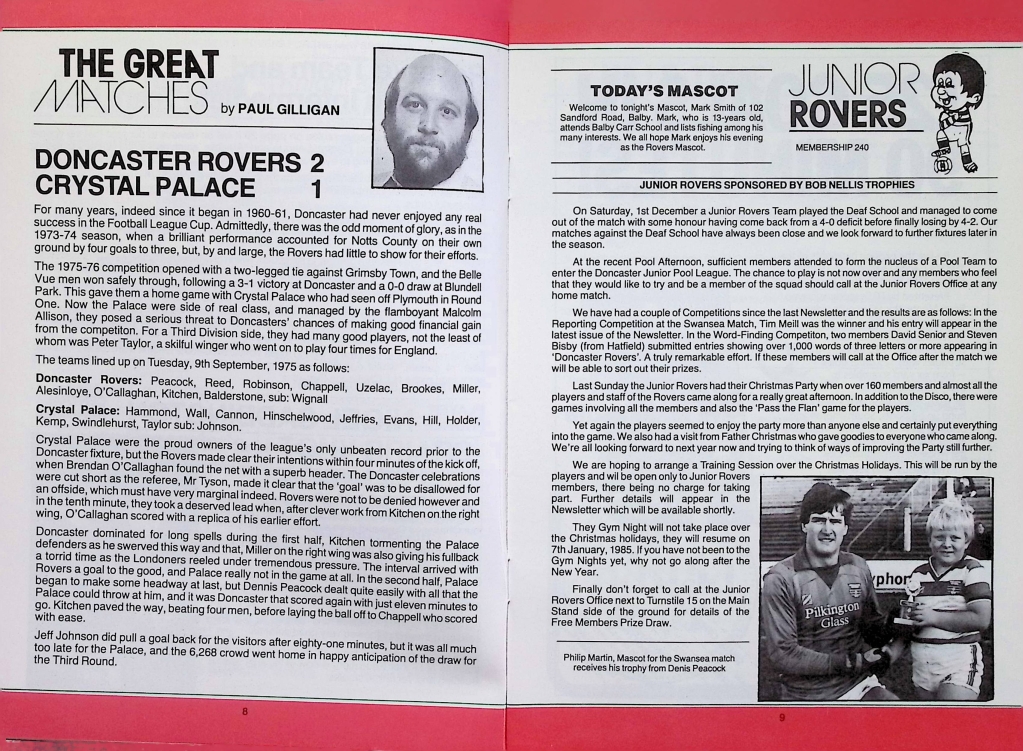 THE GREAT
MATCHES by PAUL GILLIGAN
DONCASTER ROVERS 2
CRYSTAL PALACE 1
For many years, indeed since it began in 1960-61, Doncaster had never enjoyed any real
success in the Football League Cup. Admittedly, there was the odd moment of glory, as in the
1973-74 season, when a brilliant performance accounted for Notts County on their own
ground by four goals to three, but, by and large, the Rovers had little to show for their efforts.
The 1975-76 competition opened with a two-legged tie against Grimsby Town, and the Belle
Vue men won safely through, following a 3-1 victory at Doncaster and a 0-0 draw at Blundell
Park. This gave them a home game with Crystal Palace who had seen off Plymouth in Round
One. Now the Palace were side of real class, and managed by the flamboyant Malcolm
Allison, they posed a serious threat to Doncasters' chances of making good financial gain
from the competiton. For a Third Division side, they had many good players, not the least of
whom was Peter Taylor, a skilful winger who went on to play four times for England.
The teams lined up on Tuesday, 9th September, 1975 as follows:
Doncaster Rovers: Peacock, Reed, Robinson, Chappell, Uzelac, Brookes, Miller,
Alesinloye, O'Callaghan, Kitchen, Balderstone, sub: Wignall
Crystal Palace: Hammond, Wall, Cannon, Hinschelwood, Jeffries, Evans, Hill, Holder,
Kemp, Swindlehurst, Taylor sub: Johnson.
Crystal Palace were the proud owners of the league's only unbeaten record prior to the
Doncaster fixture, but the Rovers made clear their intentions within four minutes of the kick off,
when Brendan O'Callaghan found the net with a superb header. The Doncaster celebrations
were cut short as the referee, Mr Tyson, made it clear that the 'goal' was to be disallowed for
an offside, which must have very marginal indeed. Rovers were not to be denied however and
in the tenth minute, they took a deserved lead when, after clever work from Kitchen on the right
wing, O'Callaghan scored with a replica of his earlier effort.
Doncaster dominated for long spells during the first half, Kitchen tormenting the Palace
defenders as he swerved this way and that, Miller on the right wing was also giving his fullback
a torrid time as the Londoners reeled under tremendous pressure. The interval arrived with
Rovers a goal to the good, and Palace really not in the game at all. In the second half, Palace
began to make some headway at last, but Dennis Peacock dealt quite easily with all that the
Palace could throw at him, and it was Doncaster that scored again with just eleven minutes to
go. Kitchen paved the way, beating four men, before laying the ball off to Chappell who scored
with ease.
Jeff Johnson did pull a goal back for the visitors after eighty-one minutes, but it was all much
too late for the Palace, and the 6,268 crowd went home in happy anticipation of the draw for
the Third Round.
8
TODAY'S MASCOT
Welcome to tonight's Mascot, Mark Smith of 102
Sandford Road, Balby. Mark, who is 13-years old,
attends Balby Carr School and lists fishing among his
many interests. We all hope Mark enjoys his evening
as the Rovers Mascot.
JUNIOR
ROVERS
MEMBERSHIP 240
JUNIOR ROVERS SPONSORED BY BOB NELLIS TROPHIES
On Saturday, 1st December a Junior Rovers Team played the Deaf School and managed to come
out of the match with some honour having come back from a 4-0 deficit before finally losing by 4-2. Our
matches against the Deaf School have always been close and we look forward to further fixtures later in
the season.
At the recent Pool Afternoon, sufficient members attended to form the nucleus of a Pool Team to
enter the Doncaster Junior Pool League. The chance to play is not now over and any members who feel
that they would like to try and be a member of the squad should call at the Junior Rovers Office at any
home match.
We have had a couple of Competitions since the last Newsletter and the results are as follows: In the
Reporting Competition at the Swansea Match, Tim Meill was the winner and his entry will appear in the
latest issue of the Newsletter. In the Word-Finding Competiton, two members David Senior and Steven
Bisby (from Hatfield) submitted entries showing over 1,000 words of three letters or more appearing in
'Doncaster Rovers'. A truly remarkable effort. If these members will call at the Office after the match we
will be able to sort out their prizes.
Last Sunday the Junior Rovers had their Christmas Party when over 160 members and almost all the
players and staff of the Rovers came along for a really great afternoon. In addition to the Disco, there were
games involving all the members and also the 'Pass the Flan' game for the players.
Yet again the players seemed to enjoy the party more than anyone else and certainly put everything
into the game. We also had a visit from Father Christmas who gave goodies to everyone who came along.
We're all looking forward to next year now and trying to think of ways of improving the Party still further.
We are hoping to arrange a Training Session over the Christmas Holidays. This will be run by the
players and wil be open only to Junior Rovers
members, there being no charge for taking
part. Further details will appear in the
Newsletter which will be available shortly.
They Gym Night will not take place over
the Christmas holidays, they will resume on
7th January, 1985. If you have not been to the
Gym Nights yet, why not go along after the
New Year.
Finally don't forget to call at the Junior
Rovers Office next to Turnstile 15 on the Main
Stand side of the ground for details of the
Free Members Prize Draw.
yphon
Pilkington
Glass
Philip Martin, Mascot for the Swansea match
receives his trophy from Denis Peacock
9